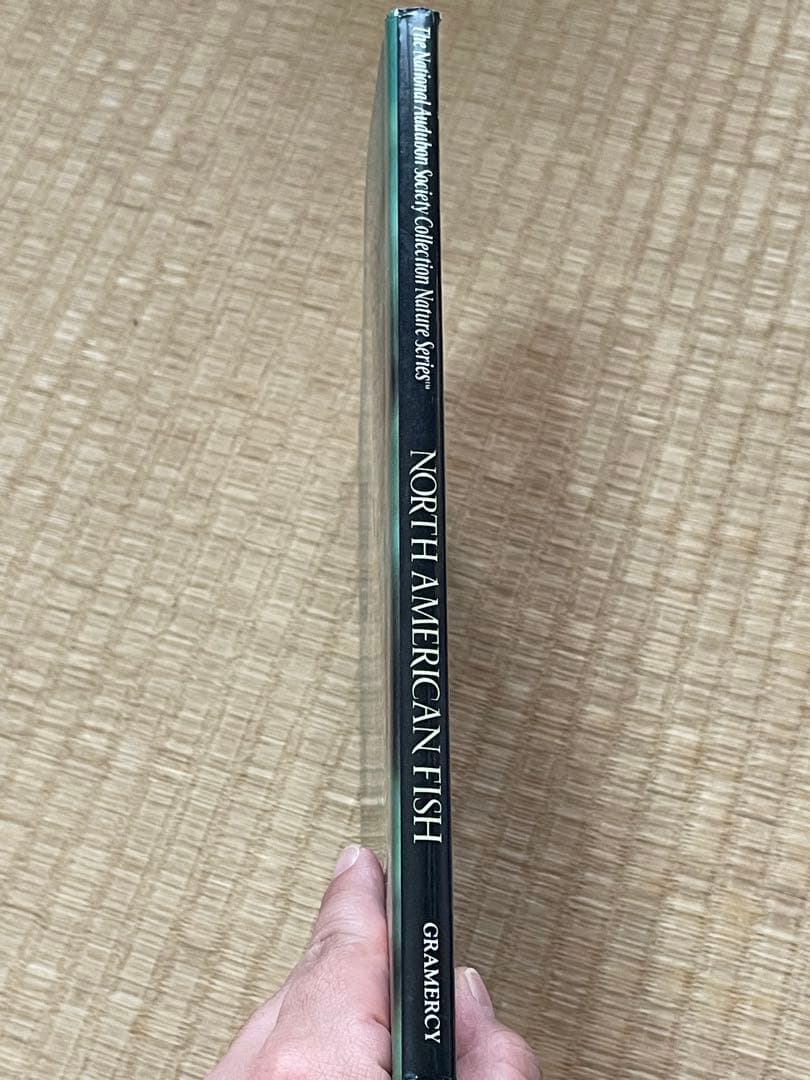 The National Audubon Society Collection Nature Series™
NORTH AMERICAN FISH
GRAMERCY